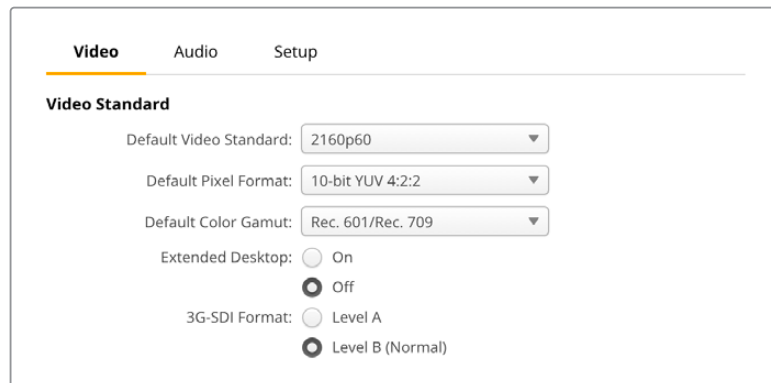 Video Audio Setup
Video Standard
Default Video Standard: 2160p60
Default Pixel Format: 10-bit YUV 4:2:2
Default Color Gamut: Rec. 601/Rec. 709
Extended Desktop: On
Off
3G-SDI Format: Level A
Level B (Normal)